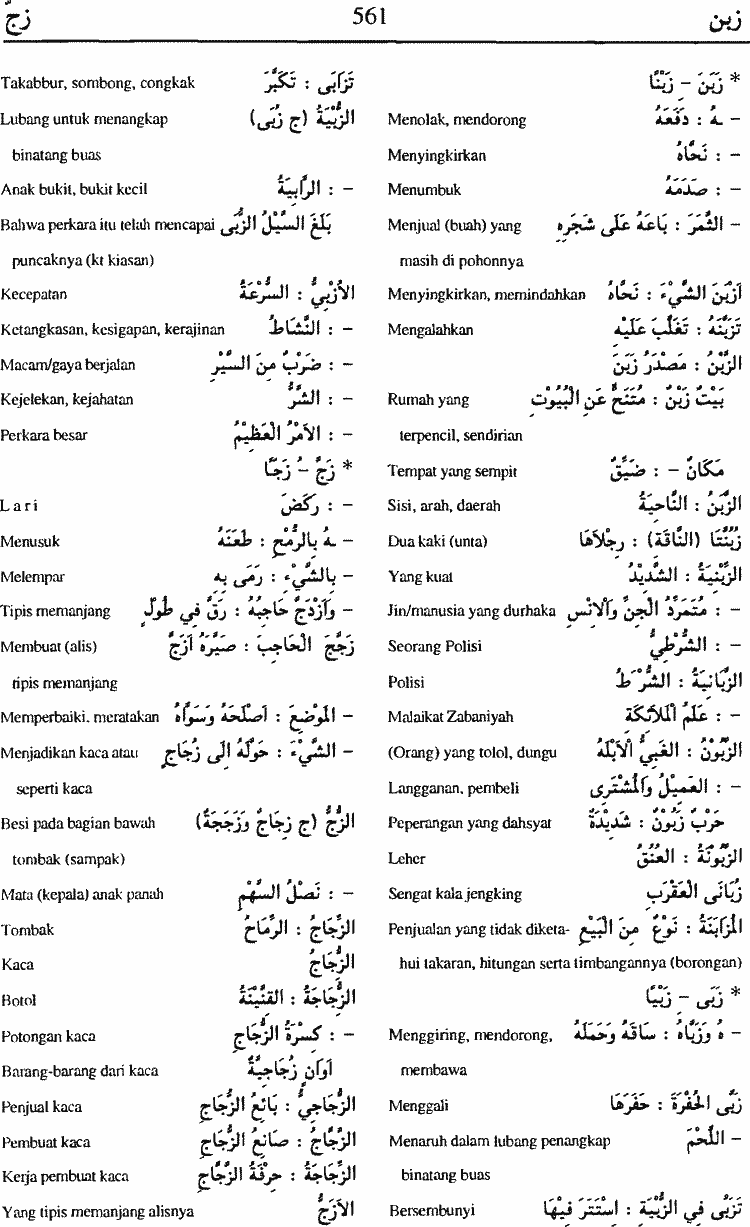 زبن 561 زجّ
* زَبَنَ – زَبْنًا
– ـهُ : دَفَعَهُ Menolak, mendorong
– : نَحَّاهُ Menyingkirkan
– : صَدَمَهُ Menumbuk
– الثَّمَرَ : بَاعَهُ عَلَى شَجَرِهِ Menjual (buah) yang
masih di pohonnya
اَزْبَنَ الشَّيْءَ : نَحَّاهُ Menyingkirkan, memindahkan
تَزَبَّنَهُ : تَغَلَّبَ عَلَيْهِ Mengalahkan
الزَّبْنُ : مَصْدَرُ زَبَنَ
بَيْتٌ زَبْنٌ : مُتَنَحٍّ عَنِ الْبُيُوْتِ Rumah yang
terpencil, sendirian
مَكَانٌ – : ضَيِّقٌ Tempat yang sempit
الزَّبَنُ : النَّاحِيَةُ Sisi, arah, daerah
زُبُنَّتَا (النَّاقَةِ) : رِجْلاَهَا Dua kaki (unta)
الزِّبْنِيَةُ : الشَّدِيْدُ Yang kuat
– : مُتَمَرِّدُ الْجِنِّ وَاْلاِنْسِ Jin/manusia yang durhaka
– : الشُّرْطِيُّ Seorang Polisi
الزَّبَانِيَةُ : الشُّرَطُ Polisi
– : عَلَمُ الْمَلاَئِكَةِ Malaikat Zabaniyah
الزَّبُوْنُ : الغَبِيُّ اْلاَبْلَهُ (Orang) yang tolol, dungu
– : العَمِيْلُ وَالْمُشْتَرِى Langganan, pembeli
حَرْبٌ زَبُوْنٌ : شَدِيْدَةٌ Peperangan yang dahsyat
الزَّبُّوْنَةُ : العُنُقُ Leher
زُبَانَى الْعَقْرَبِ Sengat kala jengking
الْمُزَابَنَةُ : نَوْعٌ مِنَ الْبَيْعِ Penjualan yang tidak diketa-
hui takaran, hitungan serta timbangannya (borongan)
* زَبَى – زَبْيًا
– هُ وَزَبَّاهُ : سَاقَهُ وَحَمَلَهُ Menggiring, mendorong,
membawa
زَبَّى الْحُفْرَةَ : حَفَرَهَا Menggali
– اللَّحْمَ Menaruh dalam lubang penangkap
binatang buas
تَزَبَّى فِي الزُّبْيَةِ : اسْتَتَرَ فِيْهَا Bersembunyi
تَزَابَى : تَكَبَّرَ Takabbur, sombong, congkak
الزُّبْيَةُ (ج زُبًى) Lubang untuk menangkap
binatang buas
– : الرَّابِيَةُ Anak bukit, bukit kecil
بَلَغَ السَّيْلُ الزُّبَى Bahwa perkara itu telah mencapai
puncaknya (kt kiasan)
الاُزْبِيُّ : السُّرْعَةُ Kecepatan
– : النَّشَاطُ Ketangkasan, kesigapan, kerajinan
– : ضَرْبٌ مِنَ السَّيْرِ Macam/gaya berjalan
– : الشَّرُّ Kejelekan, kejahatan
– : الاَمْرُ الْعَظِيْمُ Perkara besar
* زَجَّ – ُ زَجًّا
– : رَكَضَ L a r i
– ـهُ بِالرُّمْحِ : طَعَنَهُ Menusuk
– بِالشَّيْءِ : رَمَى بِهِ Melempar
– وَازْدَجَّ حَاجِبُهُ : رَقَّ فِي طُوْلٍ Tipis memanjang
زَجَّجَ الْحَاجِبَ : صَيَّرَهُ اَزَجَّ Membuat (alis)
tipis memanjang
– الْمَوْضِعَ : اَصْلَحَهُ وَسَوَّاهُ Memperbaiki. meratakan
– الشَّيْءَ : حَوَّلَهُ اِلَى زُجَاجٍ Menjadikan kaca atau
seperti kaca
الزُّجُّ (ج زِجَاجٌ وَزِجَجَةٌ) Besi pada bagian bawah
tombak (sampak)
– : نَصْلُ السَّهْمِ Mata (kepala) anak panah
الزِّجَاجُ : الرِّمَاحُ Tombak
الزُّجَاجُ Kaca
الزُّجَاجَةُ : القِنِّيْنَةُ Botol
– : كِسْرَةُ الزُّجَاجِ Potongan kaca
اَوَانٍ زُجَاجِيَّةٌ Barang-barang dari kaca
الزُّجَاجِيُّ : بَائِعُ الزُّجَاجِ Penjual kaca
الزَّجَّاجُ : صَانِعُ الزُّجَاجِ Pembuat kaca
الزِّجَاجَةُ : حِرْفَةُ الزَّجَّاجِ Kerja pembuat kaca
الاَزَجُّ Yang tipis memanjang alisnya